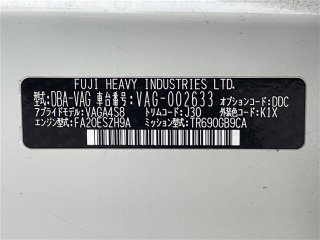 FUJI HEAVY INDUSTRIES LTD.
型式:DBA-VAG 車台番号:VAG-002633 オプションコード:DDC
アプライドモデル:VAGA4S8 トリムコード:J30 外装色コード:K1X
エンジン型式:FA20ESZH9A ミッション型式:TR690GB9CA